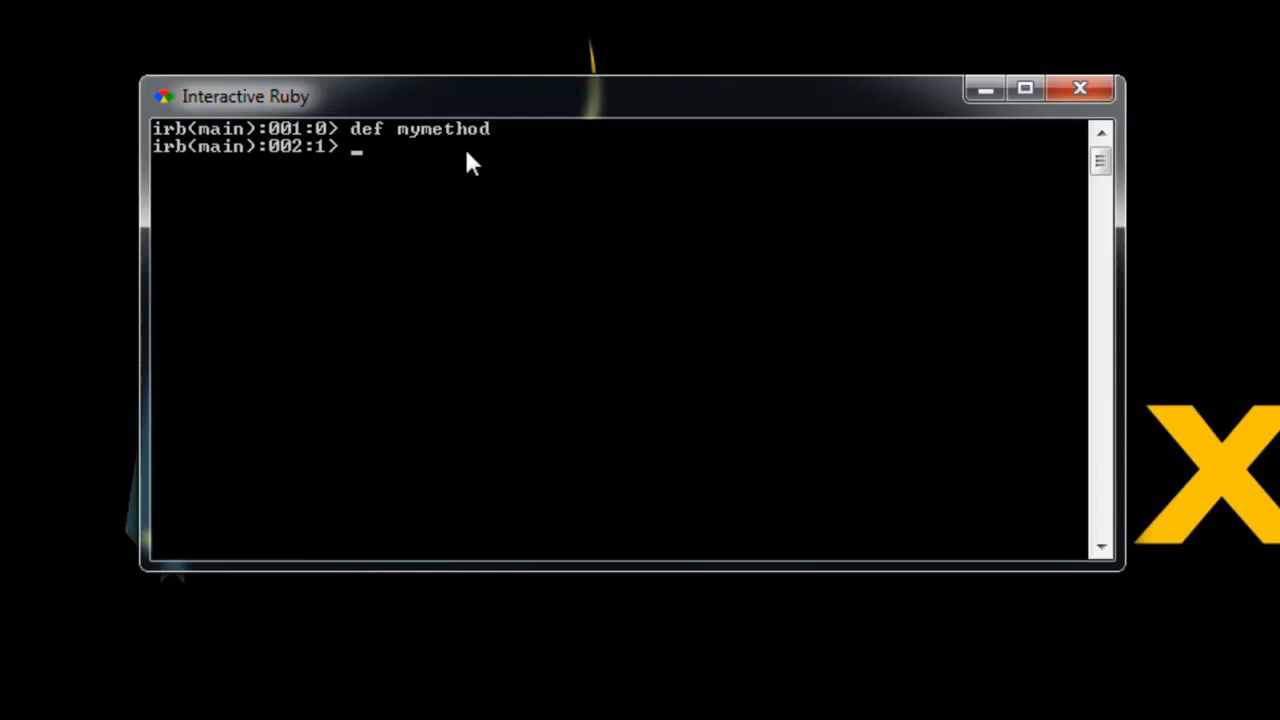 Interactive Ruby
irb(main):001:0> def mymethod
irb(main):002:1> _
X